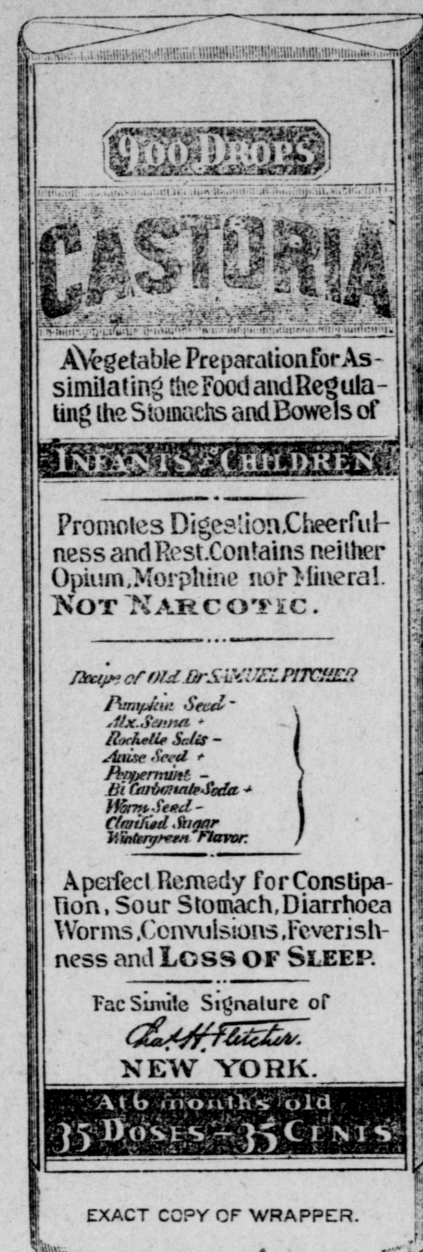 900 DROPS
CASTORIA
A Vegetable Preparation for As-
similating the Food and Regula-
ting the Stomachs and Bowels of
INFANTS & CHILDREN
Promotes Digestion, Cheerful-
ness and Rest. Contains neither
Opium, Morphine nor Mineral.
NOT NARCOTIC.
Recipe of Old Dr SAMUEL PITCHER
Pumpkin Seed -
Alx. Senna +
Rochelle Salts -
Anise Seed +
Peppermint -
Bi Carbonate Soda +
Worm Seed -
Clarified Sugar
Wintergreen Flavor.
A perfect Remedy for Constipa-
tion, Sour Stomach, Diarrhoea
Worms, Convulsions, Feverish-
ness and LOSS OF SLEEP.
Fac Simile Signature of
Chas. H. Fletcher.
NEW YORK.
At 6 months old
35 DOSES - 35 CENTS
EXACT COPY OF WRAPPER.